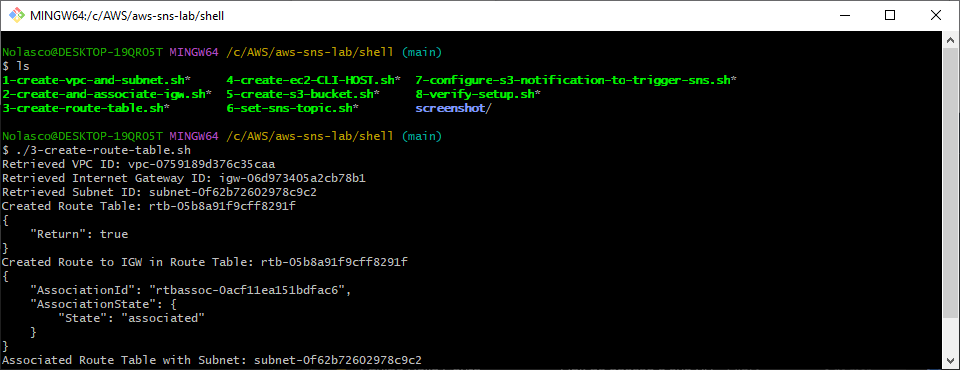 MINGW64:/c/AWS/aws-sns-lab/shell
Nolasco@DESKTOP-19QRO5T MINGW64 /c/AWS/aws-sns-lab/shell (main)
$ ls
1-create-vpc-and-subnet.sh* 4-create-ec2-CLI-HOST.sh* 7-configure-s3-notification-to-trigger-sns.sh*
2-create-and-associate-igw.sh* 5-create-s3-bucket.sh* 8-verify-setup.sh*
3-create-route-table.sh* 6-set-sns-topic.sh* screenshot/
Nolasco@DESKTOP-19QRO5T MINGW64 /c/AWS/aws-sns-lab/shell (main)
$ ./3-create-route-table.sh
Retrieved VPC ID: vpc-0759189d376c35caa
Retrieved Internet Gateway ID: igw-06d973405a2cb78b1
Retrieved Subnet ID: subnet-0f62b72602978c9c2
Created Route Table: rtb-05b8a91f9cff8291f
{
    "Return": true
}
Created Route to IGW in Route Table: rtb-05b8a91f9cff8291f
{
    "AssociationId": "rtbassoc-0acf11ea151bdfac6",
    "AssociationState": {
        "State": "associated"
    }
}
Associated Route Table with Subnet: subnet-0f62b72602978c9c2